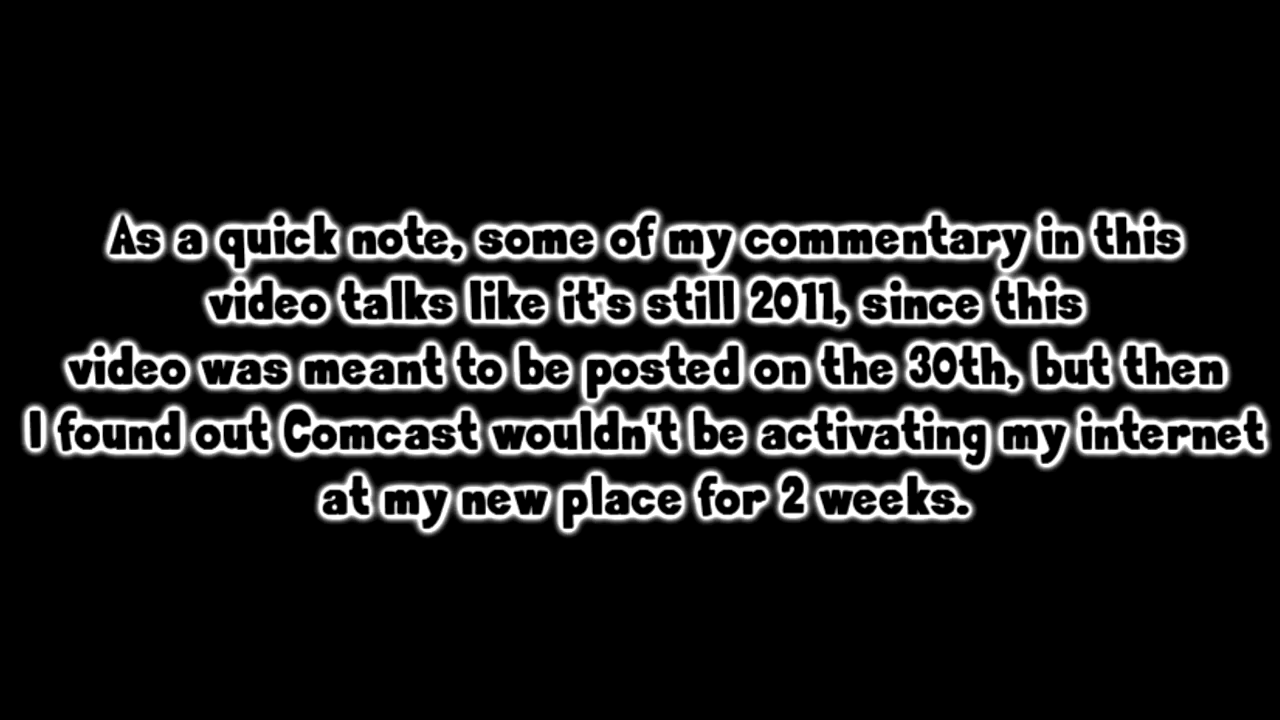 As a quick note, some of my commentary in this
video talks like it's still 2011, since this
video was meant to be posted on the 30th, but then
I found out Comcast wouldn't be activating my internet
at my new place for 2 weeks.